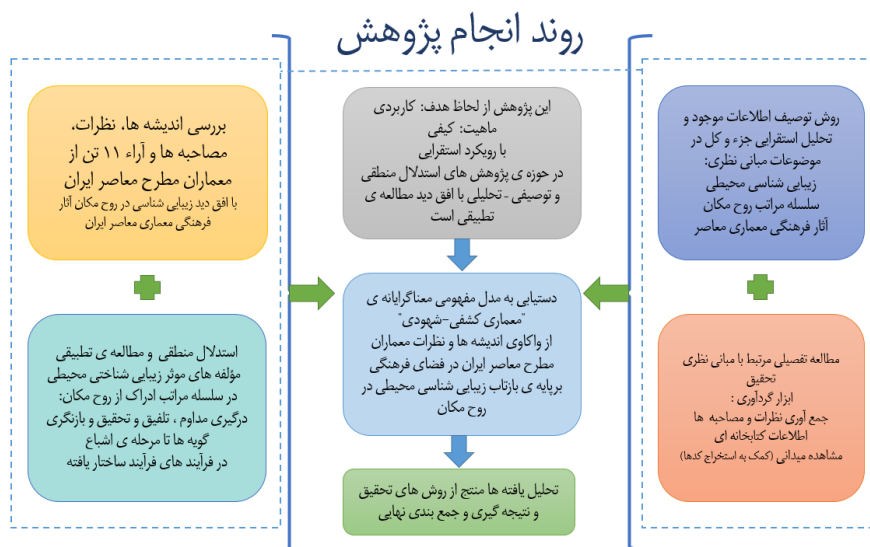 روند انجام پژوهش
روش توصیف اطلاعات موجود و
تحلیل استقرایی جزء و کل در
موضوعات مبانی نظری:
زیبایی شناسی محیطی
سلسله مراتب روح مکان
آثار فرهنگی معماری معاصر
مطالعه تفصیلی مرتبط با مبانی نظری
تحقیق
ابزار گردآوری :
جمع آوری نظرات و مصاحبه ها
اطلاعات کتابخانه ای
مشاهده میدانی (کمک به استخراج کدها)
این پژوهش از لحاظ هدف: کاربردی
ماهیت: کیفی
با رویکرد استقرایی
در حوزه ی پژوهش های استدلال منطقی
و توصیفی - تحلیلی با افق دید مطالعه ی
تطبیقی است
دستیابی به مدل مفهومی معناگرایانه ی
"معماری کشفی-شهودی"
از واکاوی اندیشه ها و نظرات معماران
مطرح معاصر ایران در فضای فرهنگی
برپایه ی بازتاب زیبایی شناسی محیطی در
روح مکان
تحلیل یافته ها منتج از روش های تحقیق
و نتیجه گیری و جمع بندی نهایی
بررسی اندیشه ها، نظرات،
مصاحبه ها و آراء ۱۱ تن از
معماران مطرح معاصر ایران
با افق دید زیبایی شناسی در روح مکان آثار
فرهنگی معماری معاصر ایران
استدلال منطقی و مطالعه ی تطبیقی
مؤلفه های موثر زیبایی شناختی محیطی
در سلسله مراتب ادراک از روح مکان:
درگیری مداوم ، تلفیق و تحقیق و بازنگری
گویه ها تا مرحله ی اشباع
در فرآیند های فرآیند ساختار یافته